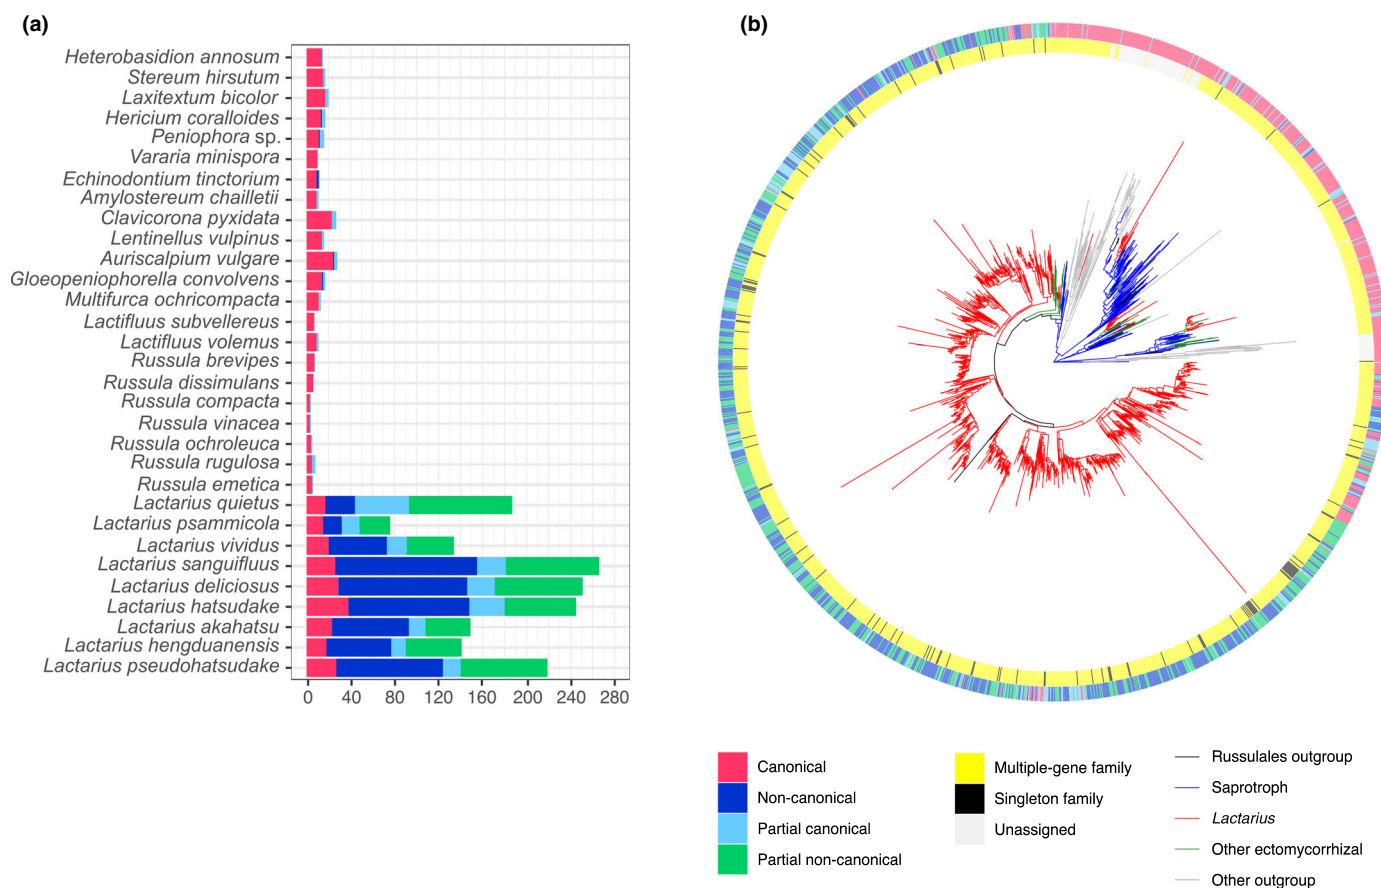 (a)
Heterobasidion annosum
Stereum hirsutum
Laxitextum bicolor
Hericium coralloides
Peniophora sp.
Vararia minispora
Echinodontium tinctorium
Amylostereum chailletii
Clavicorona pyxidata
Lentinellus vulpinus
Auriscalpium vulgare
Gloeopeniophorella convolvens
Multifurca ochricompacta
Lactifluus subvellereus
Lactifluus volemus
Russula brevipes
Russula dissimulans
Russula compacta
Russula vinacea
Russula ochroleuca
Russula rugulosa
Russula emetica
Lactarius quietus
Lactarius psammicola
Lactarius vividus
Lactarius sanguifluus
Lactarius deliciosus
Lactarius hatsudake
Lactarius akahatsu
Lactarius hengduanensis
Lactarius pseudohatsudake
0 40 80 120 160 200 240 280
(b)
Canonical
Non-canonical
Partial canonical
Partial non-canonical
Multiple-gene family
Singleton family
Unassigned
Russulales outgroup
Saprotroph
Lactarius
Other ectomycorrhizal
Other outgroup